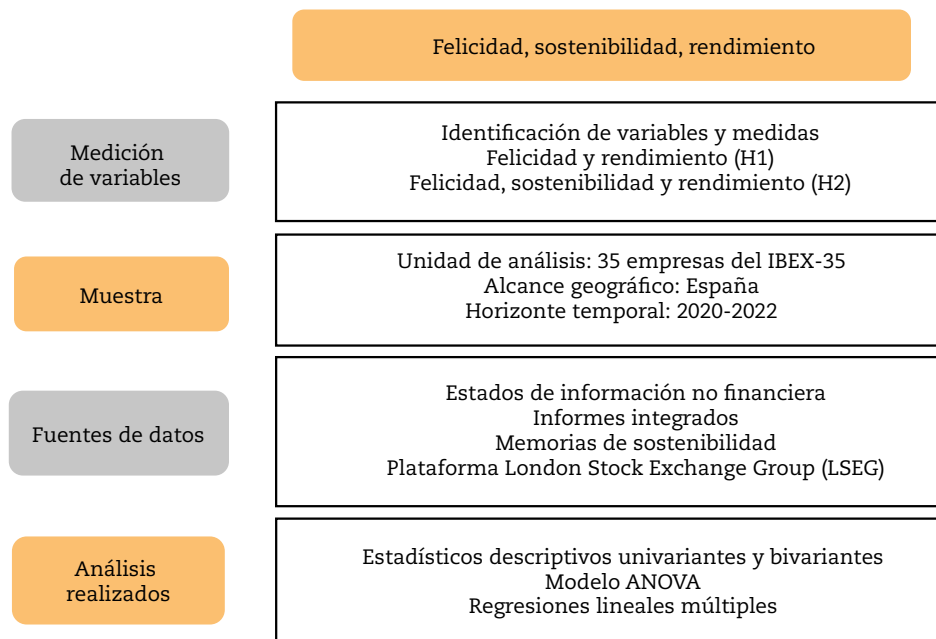 Felicidad, sostenibilidad, rendimiento
Medición
de variables
Identificación de variables y medidas
Felicidad y rendimiento (H1)
Felicidad, sostenibilidad y rendimiento (H2)
Muestra
Unidad de análisis: 35 empresas del IBEX-35
Alcance geográfico: España
Horizonte temporal: 2020-2022
Fuentes de datos
Estados de información no financiera
Informes integrados
Memorias de sostenibilidad
Plataforma London Stock Exchange Group (LSEG)
Análisis
realizados
Estadísticos descriptivos univariantes y bivariantes
Modelo ANOVA
Regresiones lineales múltiples